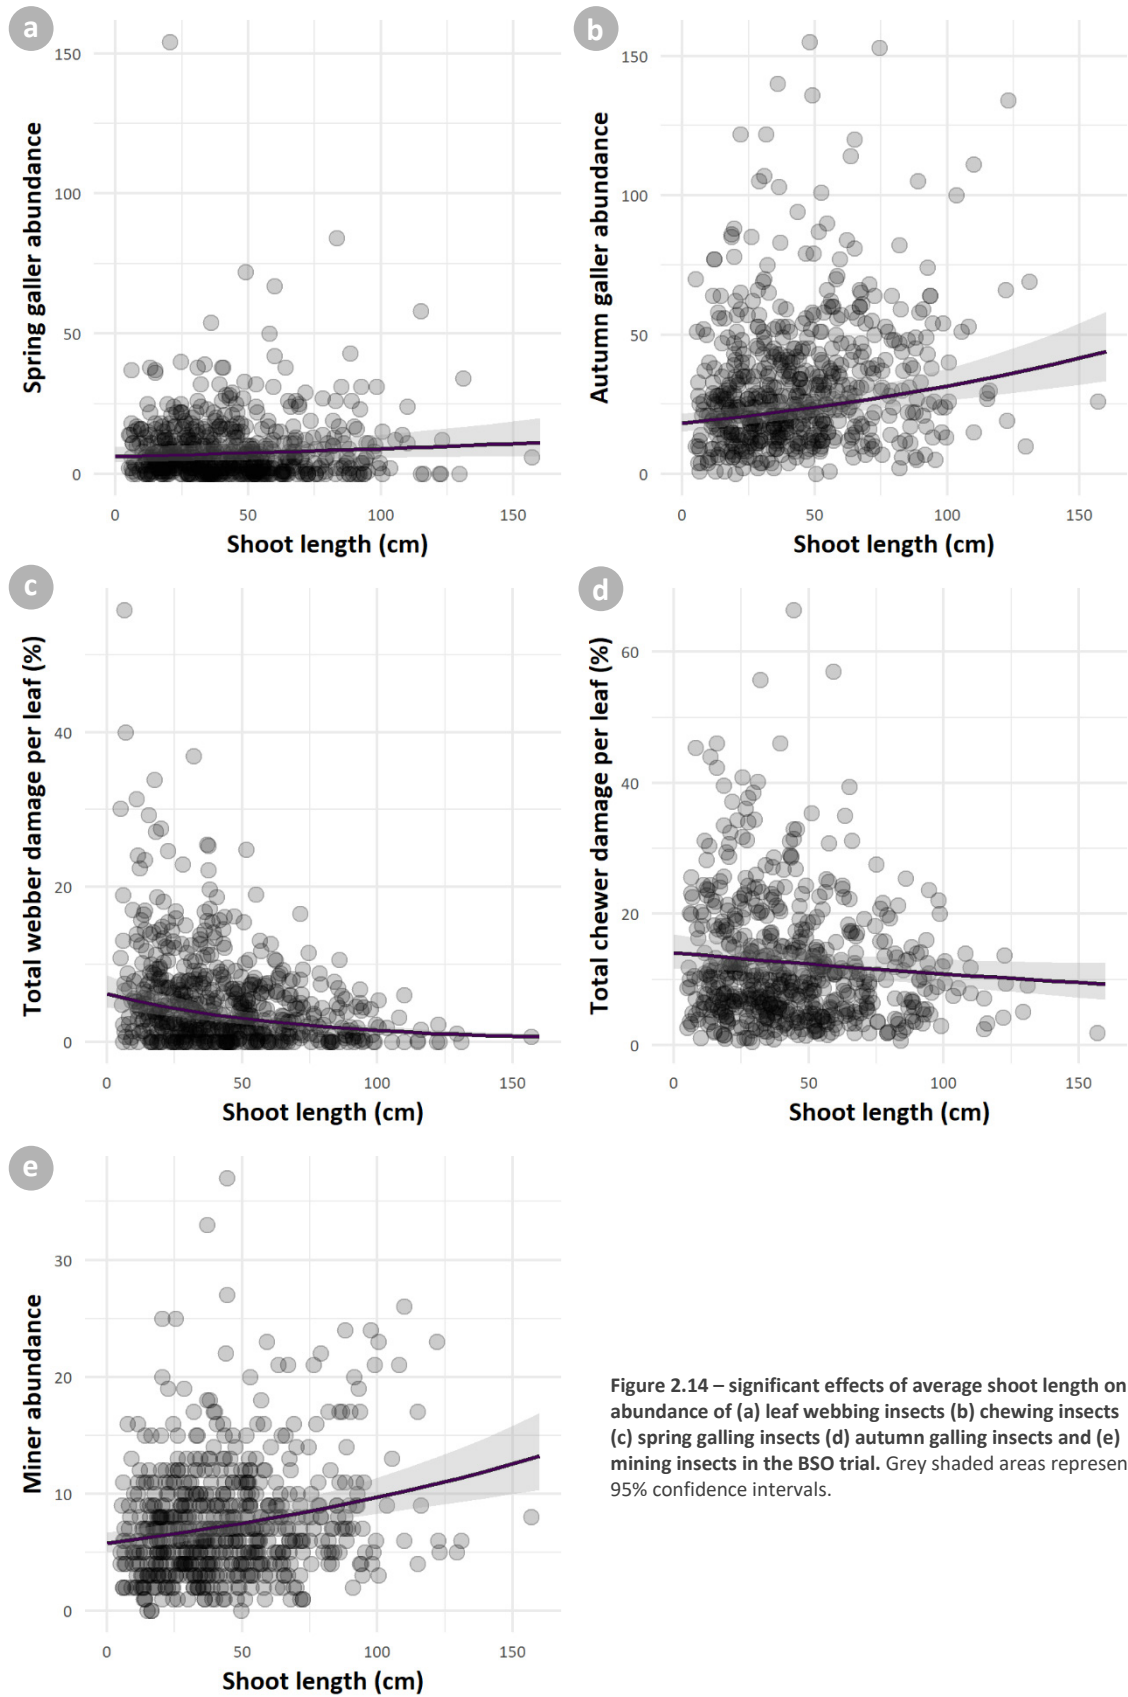 a
150
100
50
0
Spring galler abundance
0 50 100 150
Shoot length (cm)
b
150
100
50
0
Autumn galler abundance
0 50 100 150
Shoot length (cm)
c
40
20
0
Total webber damage per leaf (%)
0 50 100 150
Shoot length (cm)
d
60
40
20
0
Total chewer damage per leaf (%)
0 50 100 150
Shoot length (cm)
e
30
20
10
0
Miner abundance
0 50 100 150
Shoot length (cm)
Figure 2.14 – significant effects of average shoot length on
abundance of (a) leaf webbing insects (b) chewing insects
(c) spring galling insects (d) autumn galling insects and (e)
mining insects in the BSO trial. Grey shaded areas represen
95% confidence intervals.